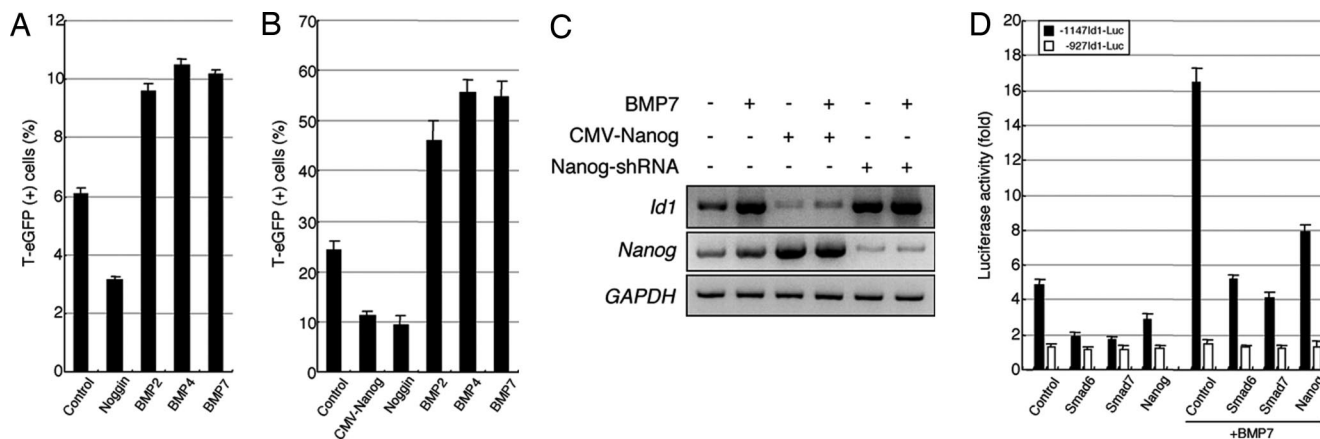 A
T-eGFP (+) cells (%)
12
10
8
6
4
2
0
Control
Noggin
BMP2
BMP4
BMP7
B
T-eGFP (+) cells (%)
70
60
50
40
30
20
10
0
Control
CMV-Nanog
Noggin
BMP2
BMP4
BMP7
C
BMP7 - + - + - +
CMV-Nanog - - + + - -
Nanog-shRNA - - - - + +
Id1
Nanog
GAPDH
D
Luciferase activity (fold)
20
18
16
14
12
10
8
6
4
2
0
-1147Id1-Luc
-927Id1-Luc
Control
Smad6
Smad7
Nanog
Control
Smad6
Smad7
Nanog
+BMP7